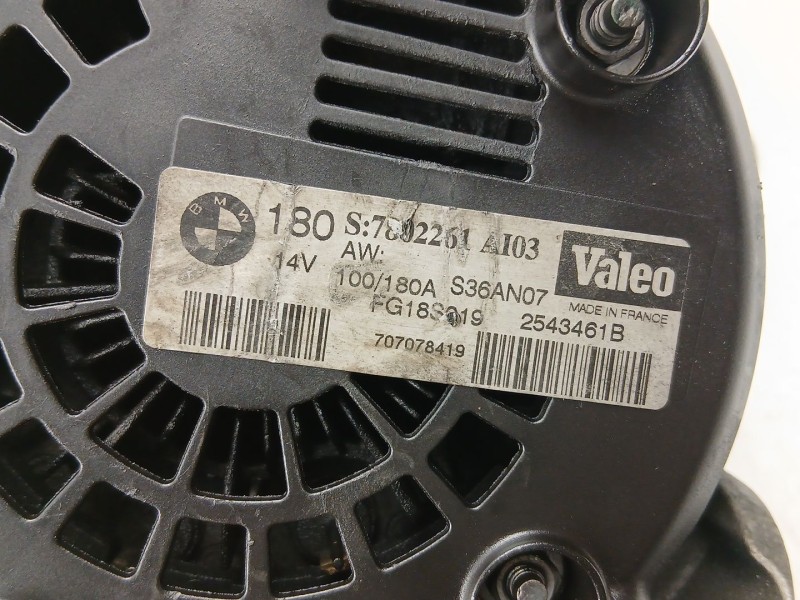 BMW
180 S:7802261 AI03
AW:
14V
100/180A S36AN07
FG18S019 2543461B
707078419
Valeo
MADE IN FRANCE